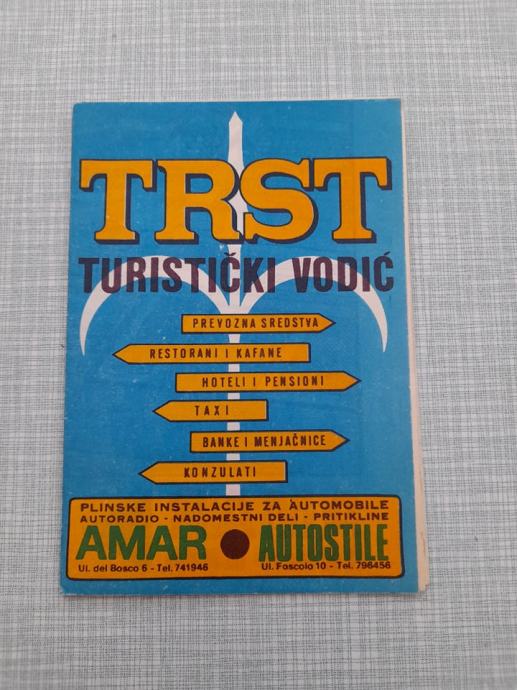 TRST
TURISTIČKI VODIČ
PREVOZNA SREDSTVA
RESTORANI I KAFANE
HOTELI I PENSIONI
TAXI
BANKE I MENJAČNICE
KONZULATI
PLINSKE INSTALACIJE ZA AUTOMOBILE
AUTORADIO - NADOMESTNI DELI - PRITIKLINE
AMAR AUTOSTILE
Ul. del Bosco 6 - Tel. 741946 Ul. Foscolo 10 - Tel. 796456